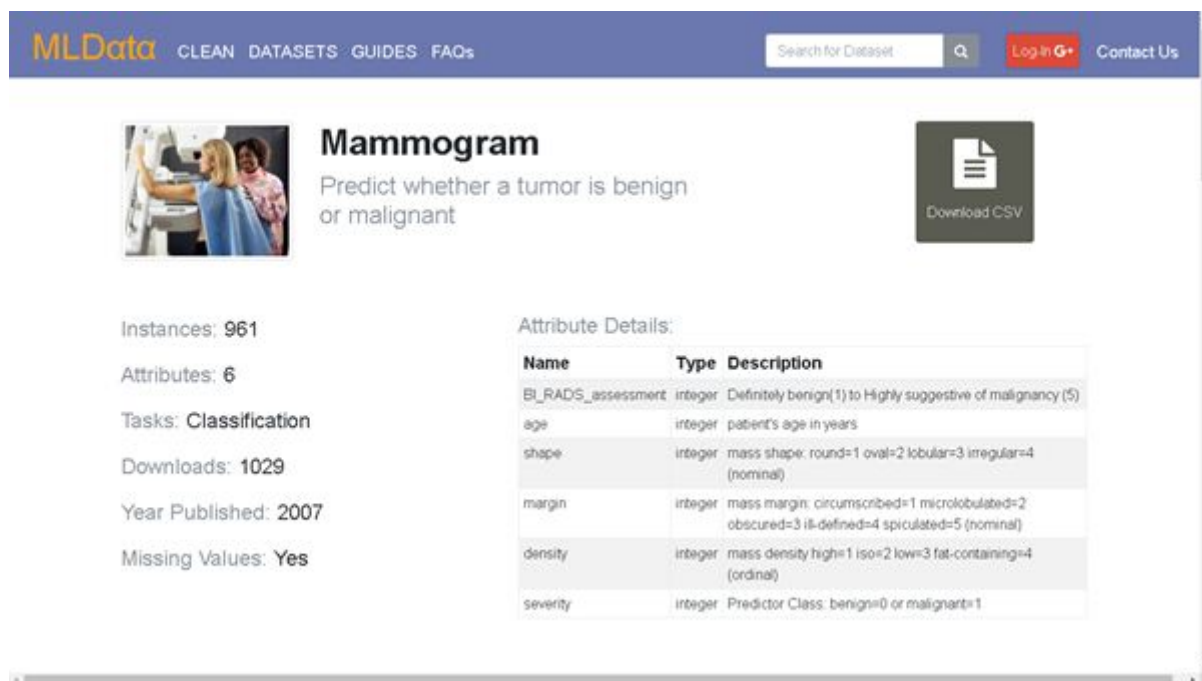 MLData CLEAN DATASETS GUIDES FAQs Search for Dataset Log-In G+ Contact Us
Mammogram
Predict whether a tumor is benign
or malignant
Download CSV
Instances: 961
Attributes: 6
Tasks: Classification
Downloads: 1029
Year Published: 2007
Missing Values: Yes
Attribute Details:
Name Type Description
BI_RADS_assessment integer Definitely benign(1) to Highly suggestive of malignancy (5)
age integer patient's age in years
shape integer mass shape: round=1 oval=2 lobular=3 irregular=4
(nominal)
margin integer mass margin: circumscribed=1 microlobulated=2
obscured=3 ill-defined=4 spiculated=5 (nominal)
density integer mass density high=1 iso=2 low=3 fat-containing=4
(ordinal)
severity integer Predictor Class: benign=0 or malignant=1